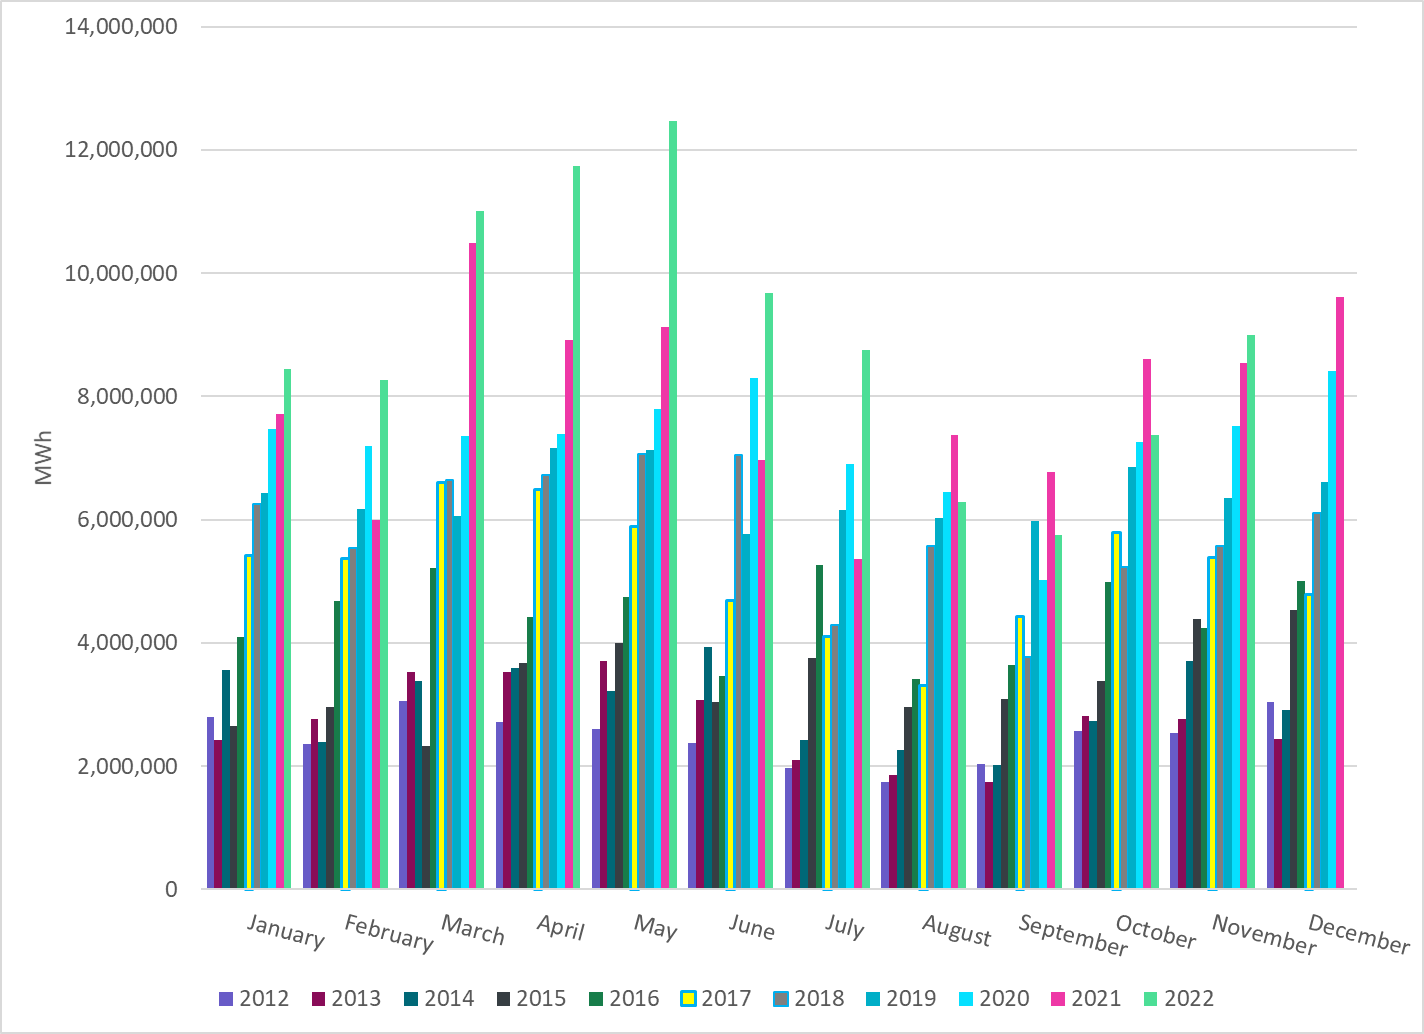 14,000,000
12,000,000
10,000,000
8,000,000
6,000,000
4,000,000
2,000,000
0
MWh
January February March April May June July August September October November December
2012 2013 2014 2015 2016 2017 2018 2019 2020 2021 2022